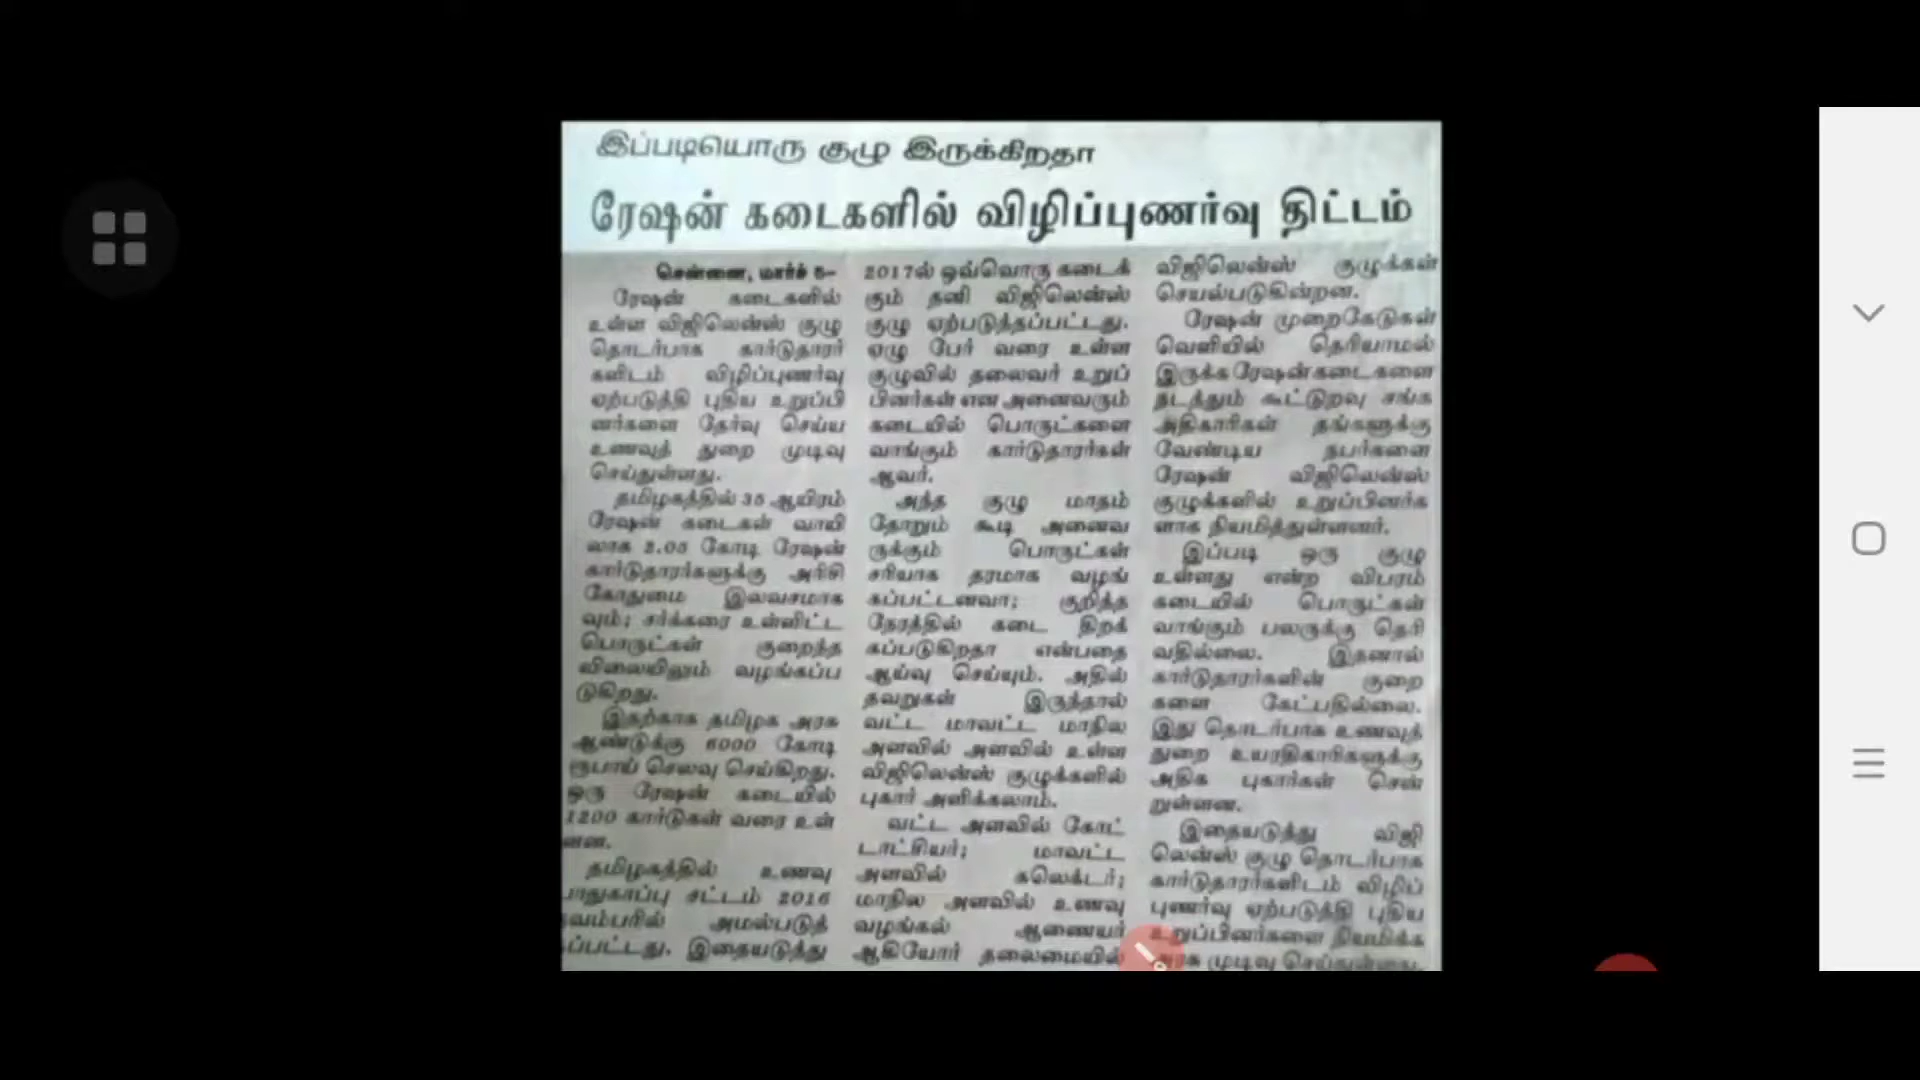 இப்படியொரு குழு இருக்கிறதா
ரேஷன் கடைகளில் விழிப்புணர்வு திட்டம்
சென்னை, மார்ச் 5–
ரேஷன் கடைகளில்
உள்ள விஜிலென்ஸ் குழு
தொடர்பாக கார்டுதாரர்
களிடம் விழிப்புணர்வு
ஏற்படுத்தி புதிய உறுப்பி
னர்களை தேர்வு செய்ய
உணவுத் துறை முடிவு
செய்துள்ளது.
தமிழகத்தில் 35 ஆயிரம்
ரேஷன் கடைகள் வாயி
லாக 2.05 கோடி ரேஷன்
கார்டுதாரர்களுக்கு அரிசி
கோதுமை இலவசமாக
வும்; சர்க்கரை உள்ளிட்ட
பொருட்கள் குறைந்த
விலையிலும் வழங்கப்ப
டுகிறது.
இதற்காக தமிழக அரசு
ஆண்டுக்கு 6000 கோடி
ரூபாய் செலவு செய்கிறது.
ஒரு ரேஷன் கடையில்
1200 கார்டுகள் வரை உள்
ளன.
தமிழகத்தில் உணவு
பாதுகாப்பு சட்டம் 2016
நவம்பரில் அமல்படுத்
தப்பட்டது. இதையடுத்து
2017ல் ஒவ்வொரு கடைக்
கும் தனி விஜிலென்ஸ்
குழு ஏற்படுத்தப்பட்டது.
ஏழு பேர் வரை உள்ள
குழுவில் தலைவர் உறுப்
பினர்கள் என அனைவரும்
கடையில் பொருட்களை
வாங்கும் கார்டுதாரர்கள்
ஆவர்.
அந்த குழு மாதம்
தோறும் கூடி அனைவ
ருக்கும் பொருட்கள்
சரியாக தரமாக வழங்
கப்பட்டனவா; குறித்த
நேரத்தில் கடை திறக்
கப்படுகிறதா என்பதை
ஆய்வு செய்யும். அதில்
தவறுகள் இருந்தால்
வட்ட மாவட்ட மாநில
அளவில் அளவில் உள்ள
விஜிலென்ஸ் குழுக்களில்
புகார் அளிக்கலாம்.
வட்ட அளவில் கோட்
டாட்சியர்; மாவட்ட
அளவில் கலெக்டர்;
மாநில அளவில் உணவு
வழங்கல் ஆணையர்
ஆகியோர் தலைமையில்
விஜிலென்ஸ் குழுக்கள்
செயல்படுகின்றன.
ரேஷன் முறைகேடுகள்
வெளியில் தெரியாமல்
இருக்க ரேஷன்கடைகளை
நடத்தும் கூட்டுறவு சங்க
அதிகாரிகள் தங்களுக்கு
வேண்டிய நபர்களை
ரேஷன் விஜிலென்ஸ்
குழுக்களில் உறுப்பினர்க
ளாக நியமித்துள்ளனர்.
இப்படி ஒரு குழு
உள்ளது என்ற விபரம்
கடையில் பொருட்கள்
வாங்கும் பலருக்கு தெரி
வதில்லை. இதனால்
கார்டுதாரர்களின் குறை
களை கேட்பதில்லை.
இது தொடர்பாக உணவுத்
துறை உயரதிகாரிகளுக்கு
அதிக புகார்கள் சென்
றுள்ளன.
இதையடுத்து விஜி
லென்ஸ் குழு தொடர்பாக
கார்டுதாரர்களிடம் விழிப்
புணர்வு ஏற்படுத்தி புதிய
உறுப்பினர்களை நியமிக்க
அரசு முடிவு செய்துள்ளது.